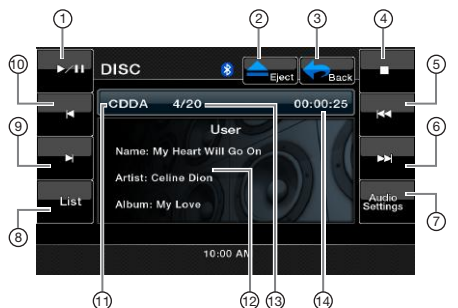 1 2 3 4
DISC Eject Back
10 5
CDDA 4/20 00:00:25
User
9 Name: My Heart Will Go On 6
Artist: Celine Dion
List Album: My Love Audio Settings
8 7
10:00 AM
11 12 13 14